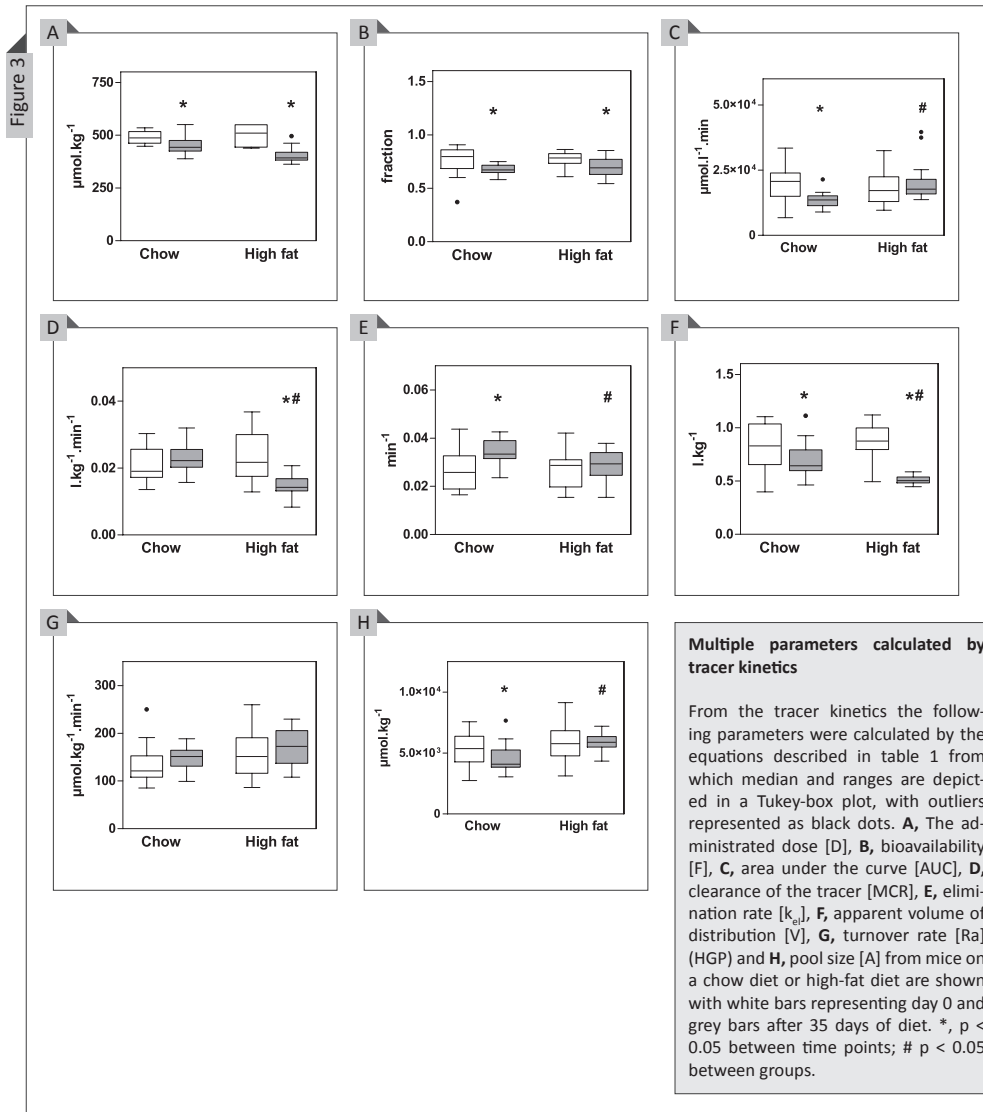 Figure 3
A
μmol.kg-1
750
500
250
0
* *
Chow High fat
B
fraction
1.5
1.0
0.5
0.0
* *
Chow High fat
C
μmol.l-1.min
5.0×10⁴
2.5×10⁴
0
* #
Chow High fat
D
l.kg-1.min-1
0.04
0.02
0.00
*#
Chow High fat
E
min-1
0.06
0.04
0.02
0.00
* #
Chow High fat
F
l.kg-1
1.5
1.0
0.5
0.0
* *#
Chow High fat
G
μmol.kg-1.min-1
300
200
100
0
Chow High fat
H
μmol.kg-1
1.0×10⁴
5.0×10³
0
* #
Chow High fat
Multiple parameters calculated by
tracer kinetics
From the tracer kinetics the follow-
ing parameters were calculated by the
equations described in table 1 from
which median and ranges are depict-
ed in a Tukey-box plot, with outliers
represented as black dots. A, The ad-
ministrated dose [D], B, bioavailability
[F], C, area under the curve [AUC], D,
clearance of the tracer [MCR], E, elimi-
nation rate [kel], F, apparent volume of
distribution [V], G, turnover rate [Ra]
(HGP) and H, pool size [A] from mice on
a chow diet or high-fat diet are shown
with white bars representing day 0 and
grey bars after 35 days of diet. *, p <
0.05 between time points; # p < 0.05
between groups.